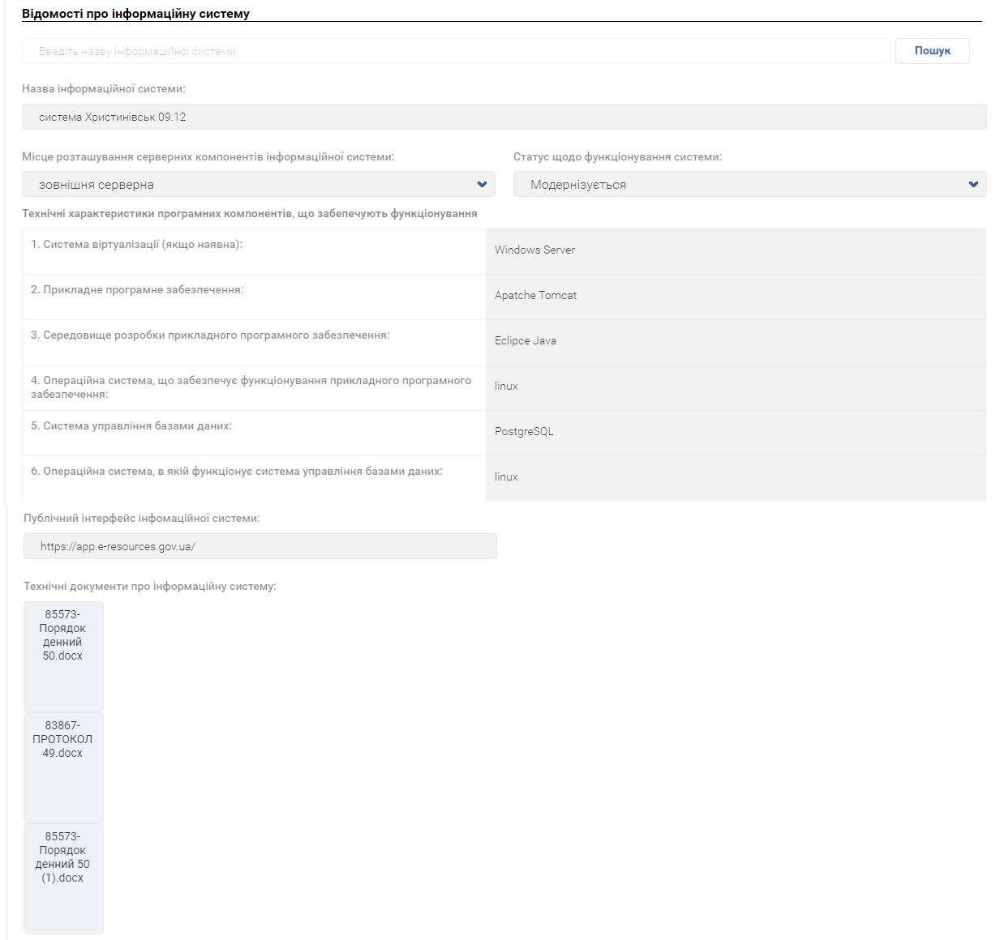 Відомості про інформаційну систему
Введіть назву Інформаційної системи
Пошук
Назва інформаційної системи:
система Христинівськ 09.12
Місце розташування серверних компонентів інформаційної системи:
Статус щодо функціонування системи:
зовнішня серверна
Модернізується
Технічні характеристики програмних компонентів, що забепечують функціонування
1. Система віртуалізації (якщо наявна):
Windows Server
2. Прикладне програмне забезпечення:
Apatche Tomcat
3. Середовище розробки прикладного програмного забезпечення:
Eclipce Java
4. Операційна система, що забезпечує функціонування прикладного програмного
забезпечення:
linux
5. Система управління базами даних:
PostgreSQL
6. Операційна система, в якій функціонує система управління базами даних:
linux
Публічний інтерфейс інфомаційної системи:
https://app.e-resources.gov.ua/
Технічні документи про інформаційну систему:
85573-
Порядок
денний
50.docx
83867-
ПРОТОКОЛ
49.docx
85573-
Порядок
денний 50
(1).docx